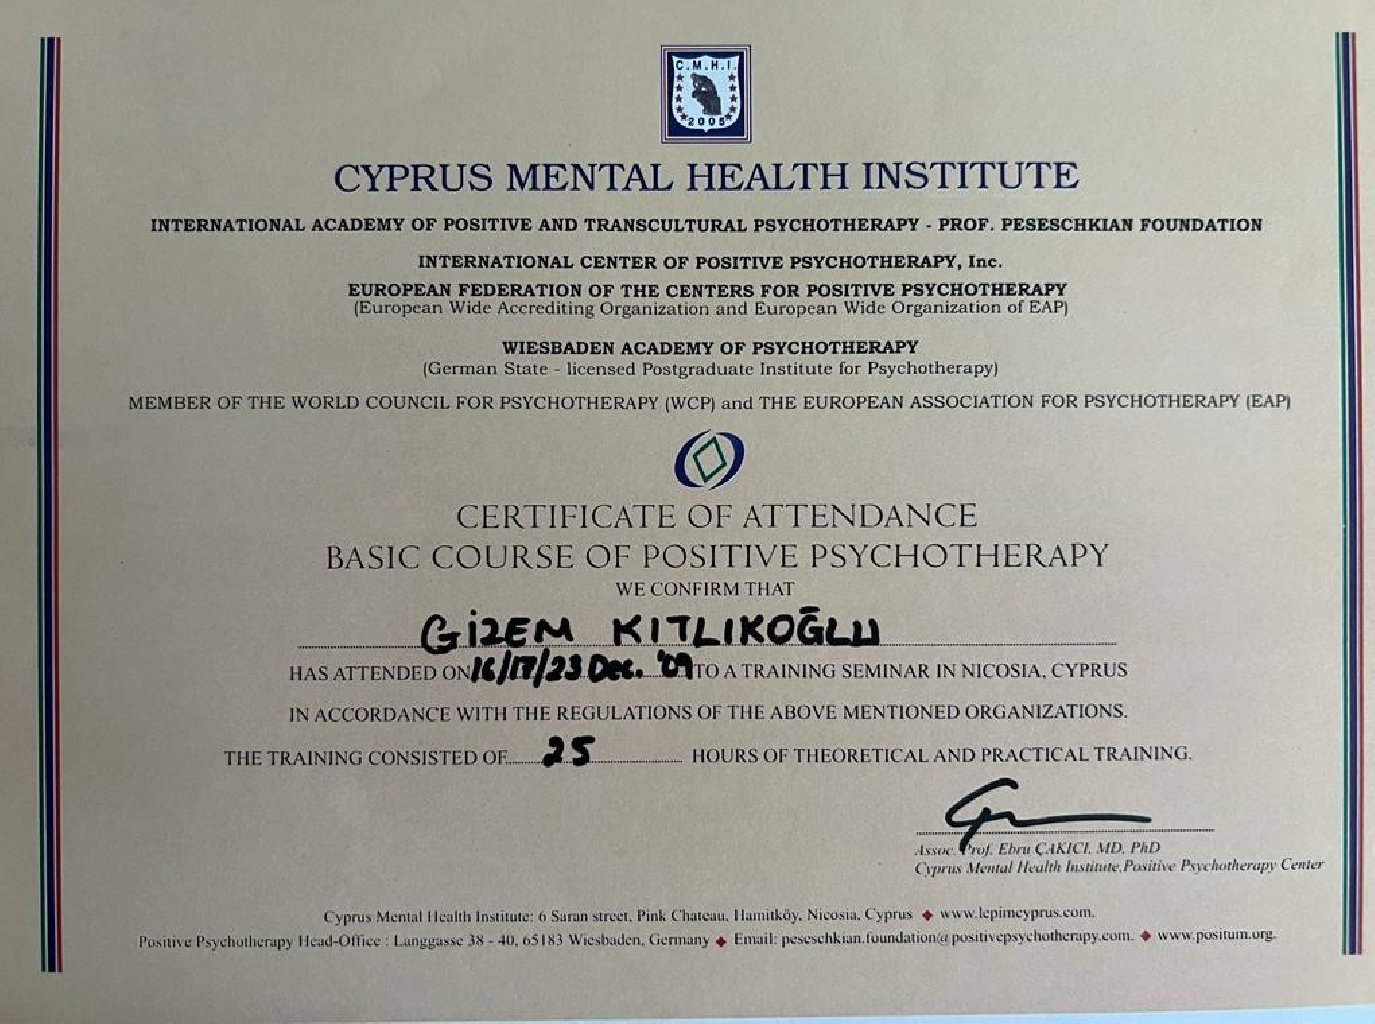 C.M.H.I.
2005
CYPRUS MENTAL HEALTH INSTITUTE
INTERNATIONAL ACADEMY OF POSITIVE AND TRANSCULTURAL PSYCHOTHERAPY - PROF. PESESCHKIAN FOUNDATION
INTERNATIONAL CENTER OF POSITIVE PSYCHOTHERAPY, Inc.
EUROPEAN FEDERATION OF THE CENTERS FOR POSITIVE PSYCHOTHERAPY
(European Wide Accrediting Organization and European Wide Organization of EAP)
WIESBADEN ACADEMY OF PSYCHOTHERAPY
(German State - licensed Postgraduate Institute for Psychotherapy)
MEMBER OF THE WORLD COUNCIL FOR PSYCHOTHERAPY (WCP) and THE EUROPEAN ASSOCIATION FOR PSYCHOTHERAPY (EAP)
CERTIFICATE OF ATTENDANCE
BASIC COURSE OF POSITIVE PSYCHOTHERAPY
WE CONFIRM THAT
GİZEM KITLIKOĞLU
HAS ATTENDED ON 16/17/23 Dec. '09 TO A TRAINING SEMINAR IN NICOSIA, CYPRUS
IN ACCORDANCE WITH THE REGULATIONS OF THE ABOVE MENTIONED ORGANIZATIONS.
THE TRAINING CONSISTED OF 25 HOURS OF THEORETICAL AND PRACTICAL TRAINING.
Assoc. Prof. Ebru ÇAKICI, MD, PhD
Cyprus Mental Health Institute, Positive Psychotherapy Center
Cyprus Mental Health Institute: 6 Saran street, Pink Chateau, Hamitköy, Nicosia, Cyprus ◆ www.icpimcyprus.com.
Positive Psychotherapy Head-Office : Langgasse 38 - 40, 65183 Wiesbaden, Germany ◆ Email: peseschkian.foundation@positivepsychotherapy.com. ◆ www.positum.org.